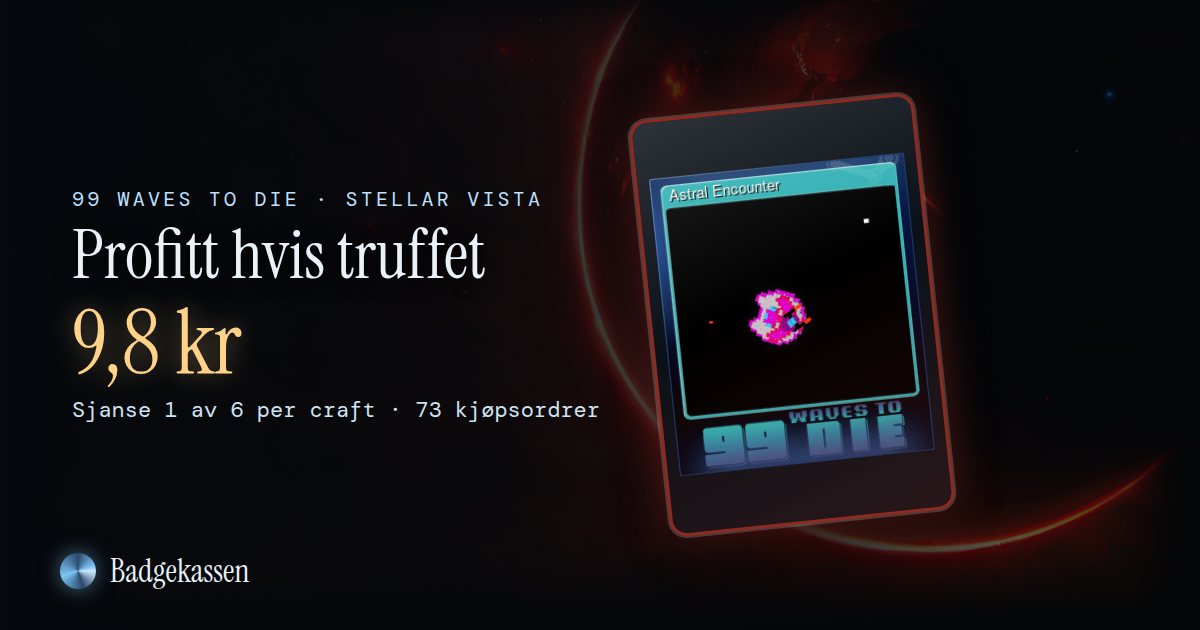 99 WAVES TO DIE · STELLAR VISTA
Profitt hvis truffet
9,8 kr
Sjanse 1 av 6 per craft · 73 kjøpsordrer
Badgekassen
Astral Encounter
WAVES TO
99 DIE